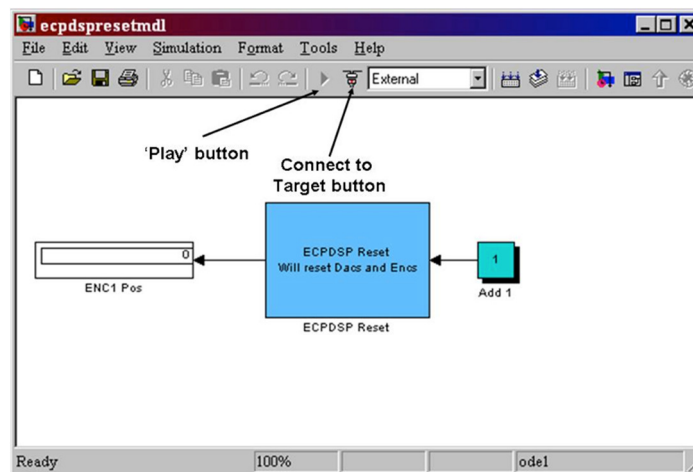 ecpdspresetmdl
File Edit View Simulation Format Tools Help
External
'Play' button
Connect to
Target button
0
ENC1 Pos
ECPDSP Reset
Will reset Dacs and Encs
ECPDSP Reset
1
Add 1
Ready 100% ode1